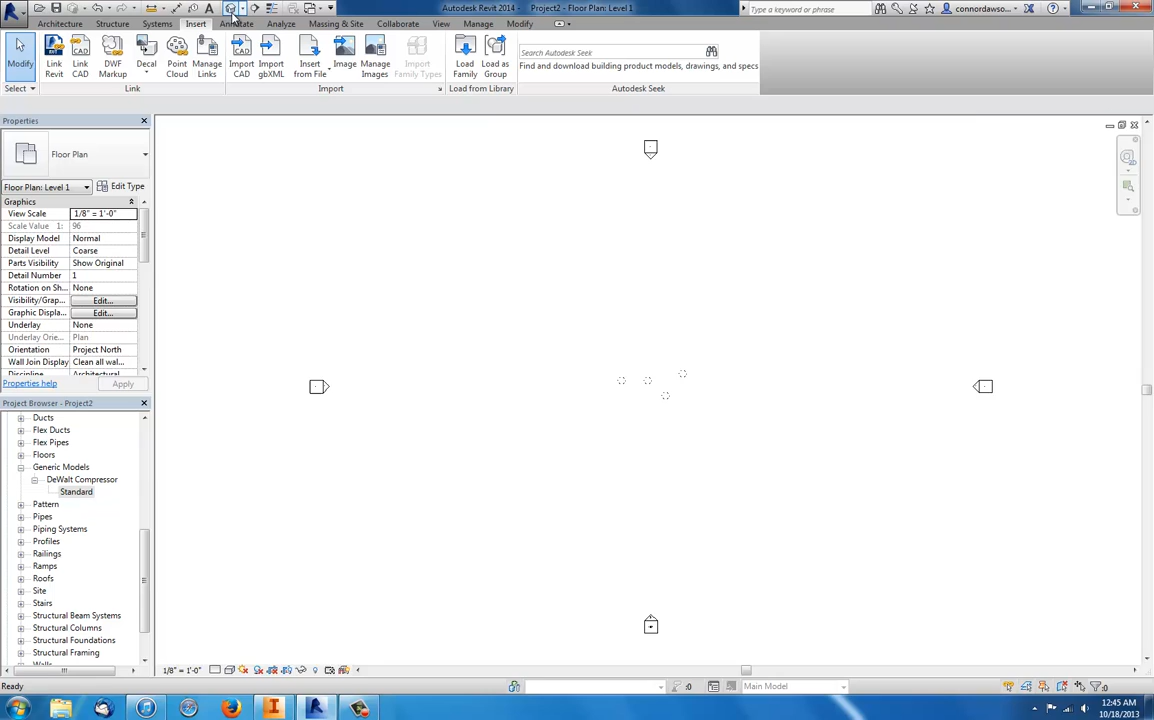 Autodesk Revit 2014 - Project2 - Floor Plan: Level 1
Type a keyword or phrase
connordawso...
Architecture Structure Systems Insert Annotate Analyze Massing & Site Collaborate View Manage Modify
Modify
Link Revit
Link CAD
DWF Markup
Decal
Point Cloud
Manage Links
Import CAD
Import gbXML
Insert from File
Image
Manage Images
Import Family Types
Load Family
Load as Group
Search Autodesk Seek
Find and download building product models, drawings, and specs
Select
Link
Import
Load from Library
Autodesk Seek
Properties
Floor Plan
Floor Plan: Level 1
Edit Type
Graphics
View Scale 1/8" = 1'-0"
Scale Value 1: 96
Display Model Normal
Detail Level Coarse
Parts Visibility Show Original
Detail Number 1
Rotation on Sh... None
Visibility/Grap... Edit...
Graphic Displa... Edit...
Underlay None
Underlay Orie... Plan
Orientation Project North
Wall Join Display Clean all wal...
Discipline Architectural
Properties help Apply
Project Browser - Project2
Ducts
Flex Ducts
Flex Pipes
Floors
Generic Models
DeWalt Compressor
Standard
Pattern
Pipes
Piping Systems
Profiles
Railings
Ramps
Roofs
Site
Stairs
Structural Beam Systems
Structural Columns
Structural Foundations
Structural Framing
Walls
1/8" = 1'-0"
Ready
:0
Main Model
:0
12:45 AM
10/18/2013